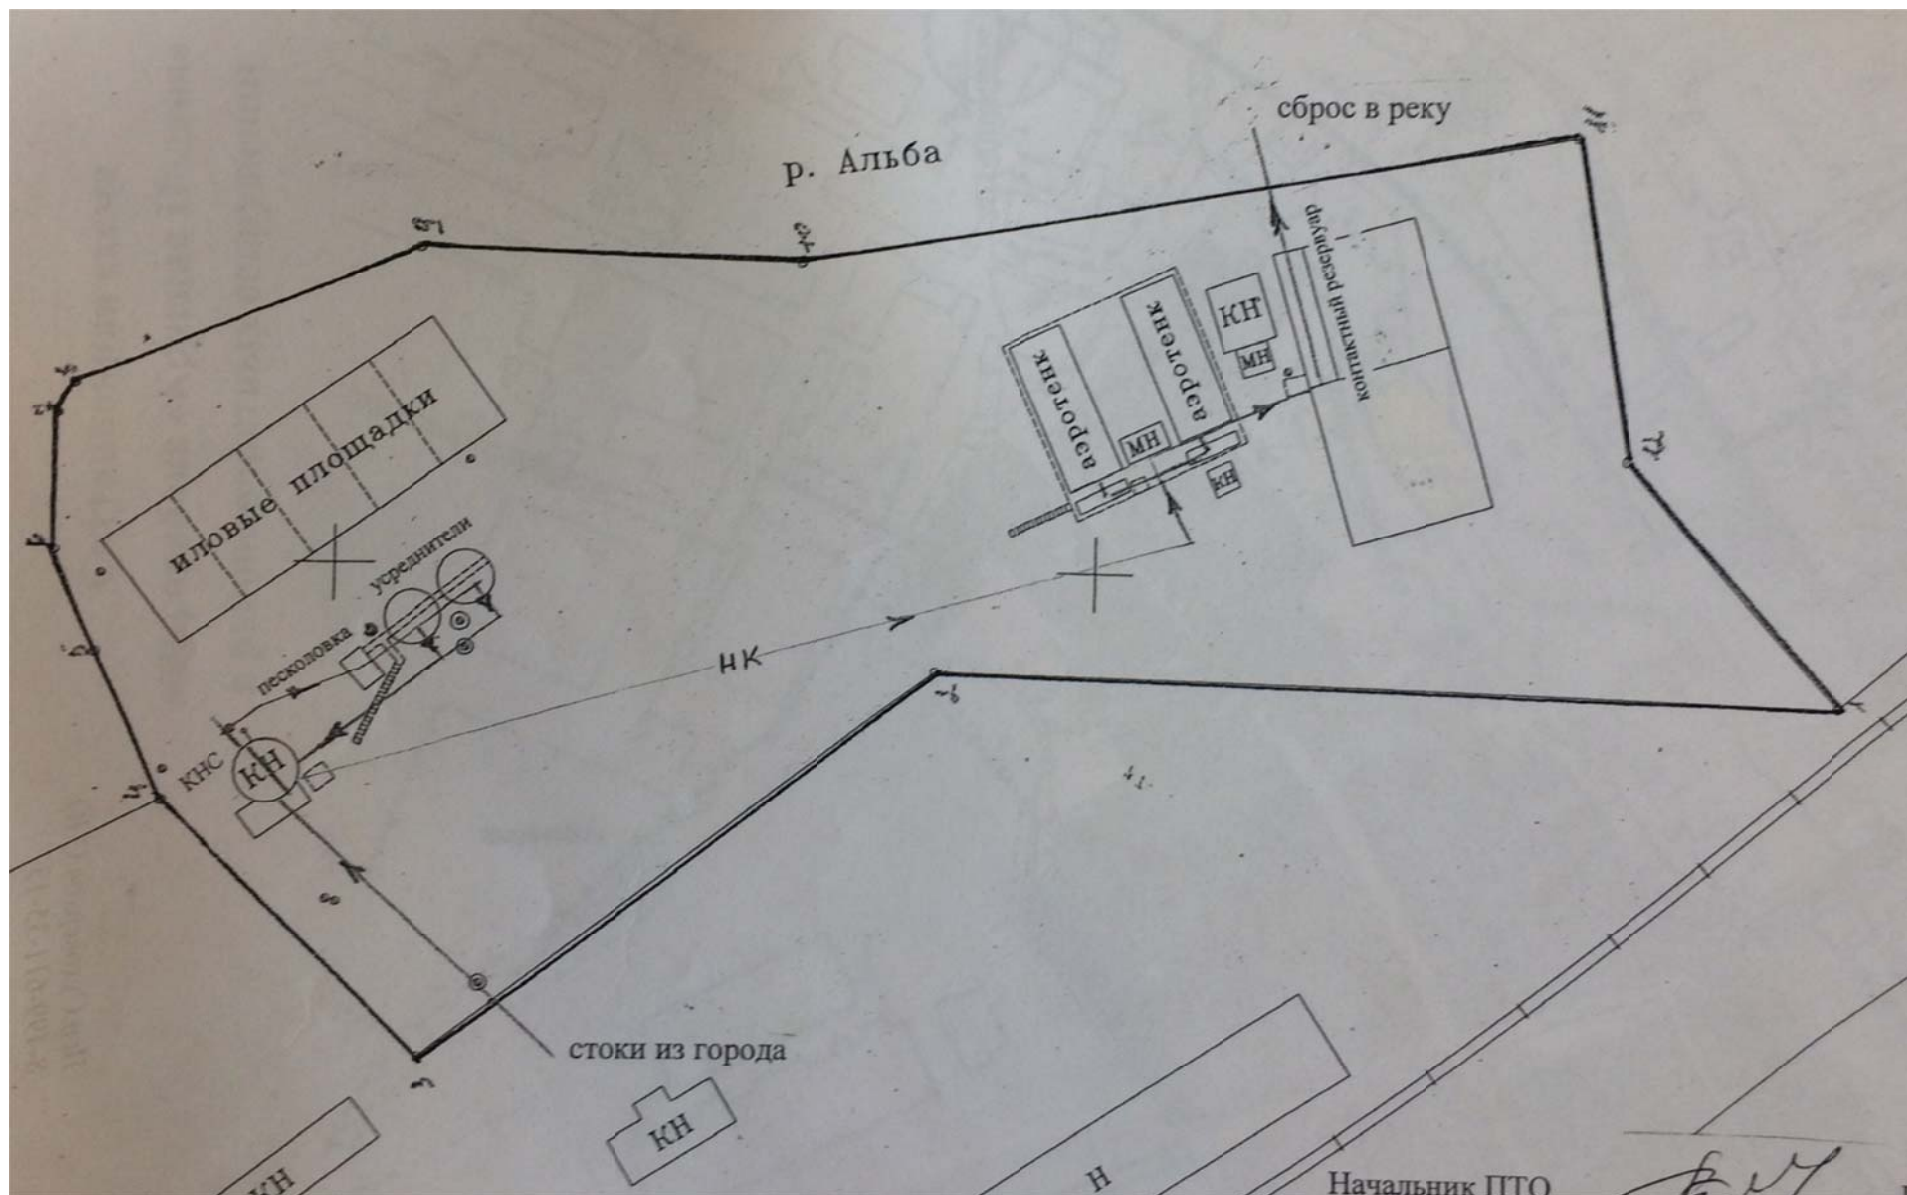 сброс в реку
р. Альба
контактный резервуар
КН
МН
аэротенк
аэротенк
МН
КН
иловые площадки
усреднители
песколовка
НК
КНС
КН
стоки из города
КН
КН
Н
Начальник ПТО